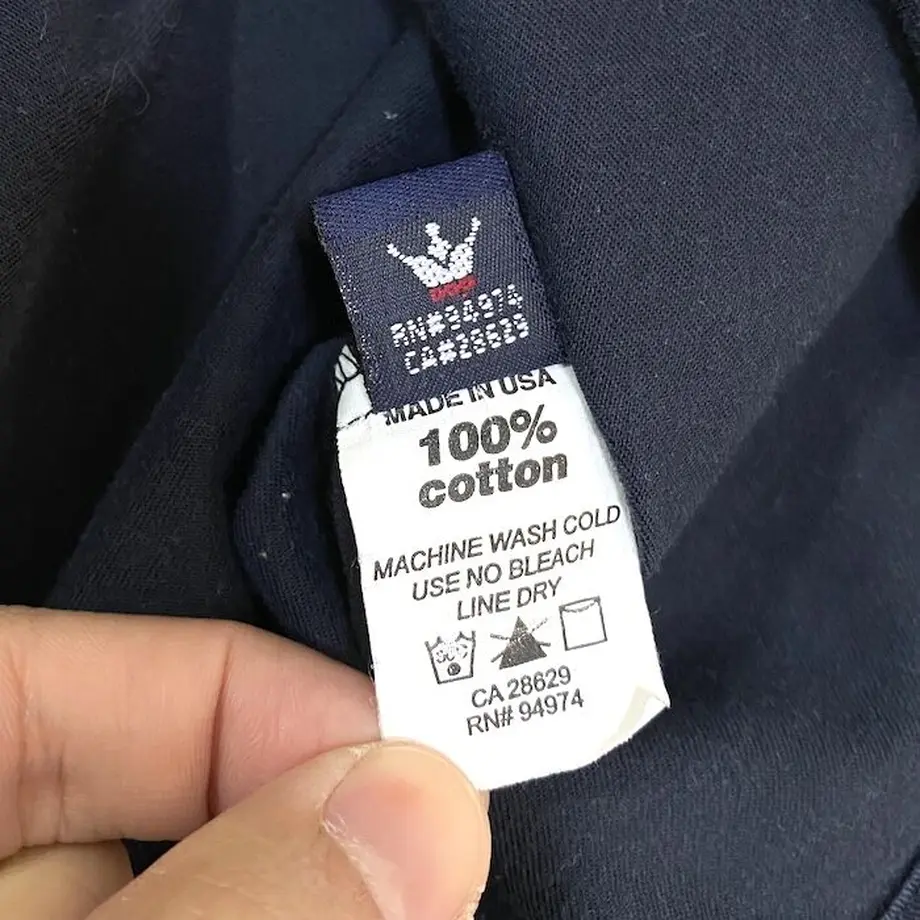 RN#94974
CA#28629
MADE IN USA
100%
cotton
MACHINE WASH COLD
USE NO BLEACH
LINE DRY
CA 28629
RN# 94974